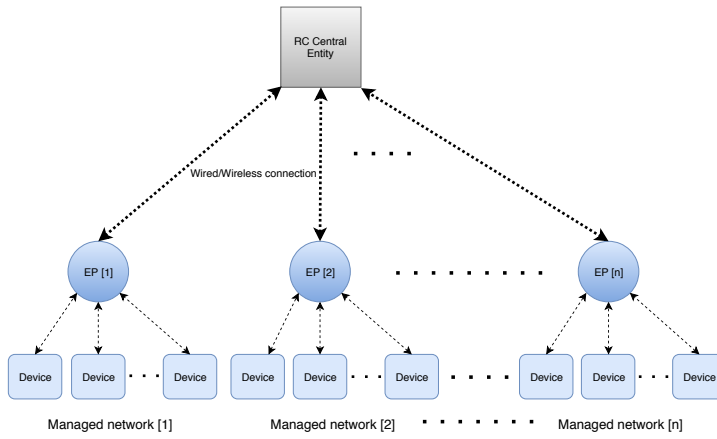 RC Central
Entity
Wired/Wireless connection
EP [1]
EP [2]
EP [n]
Device
Device
Device
Device
Device
Device
Device
Device
Device
Managed network [1]
Managed network [2]
Managed network [n]